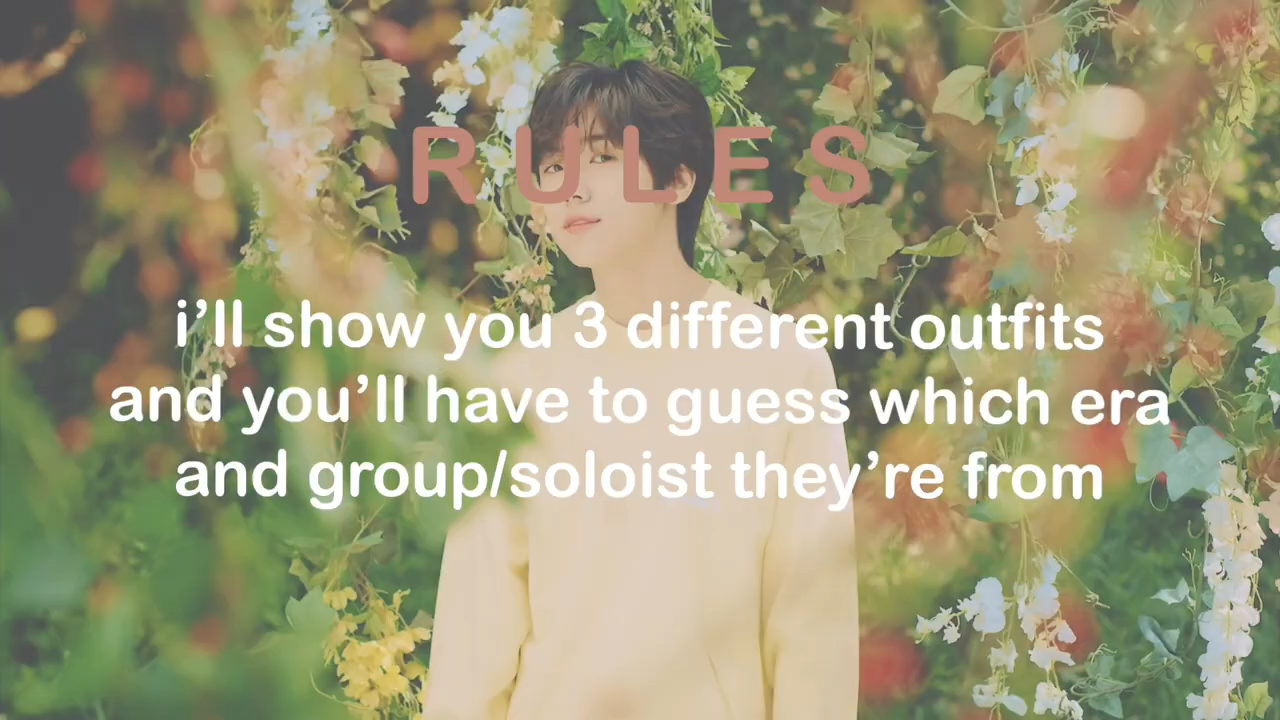 RULES
i’ll show you 3 different outfits
and you’ll have to guess which era
and group/soloist they’re from